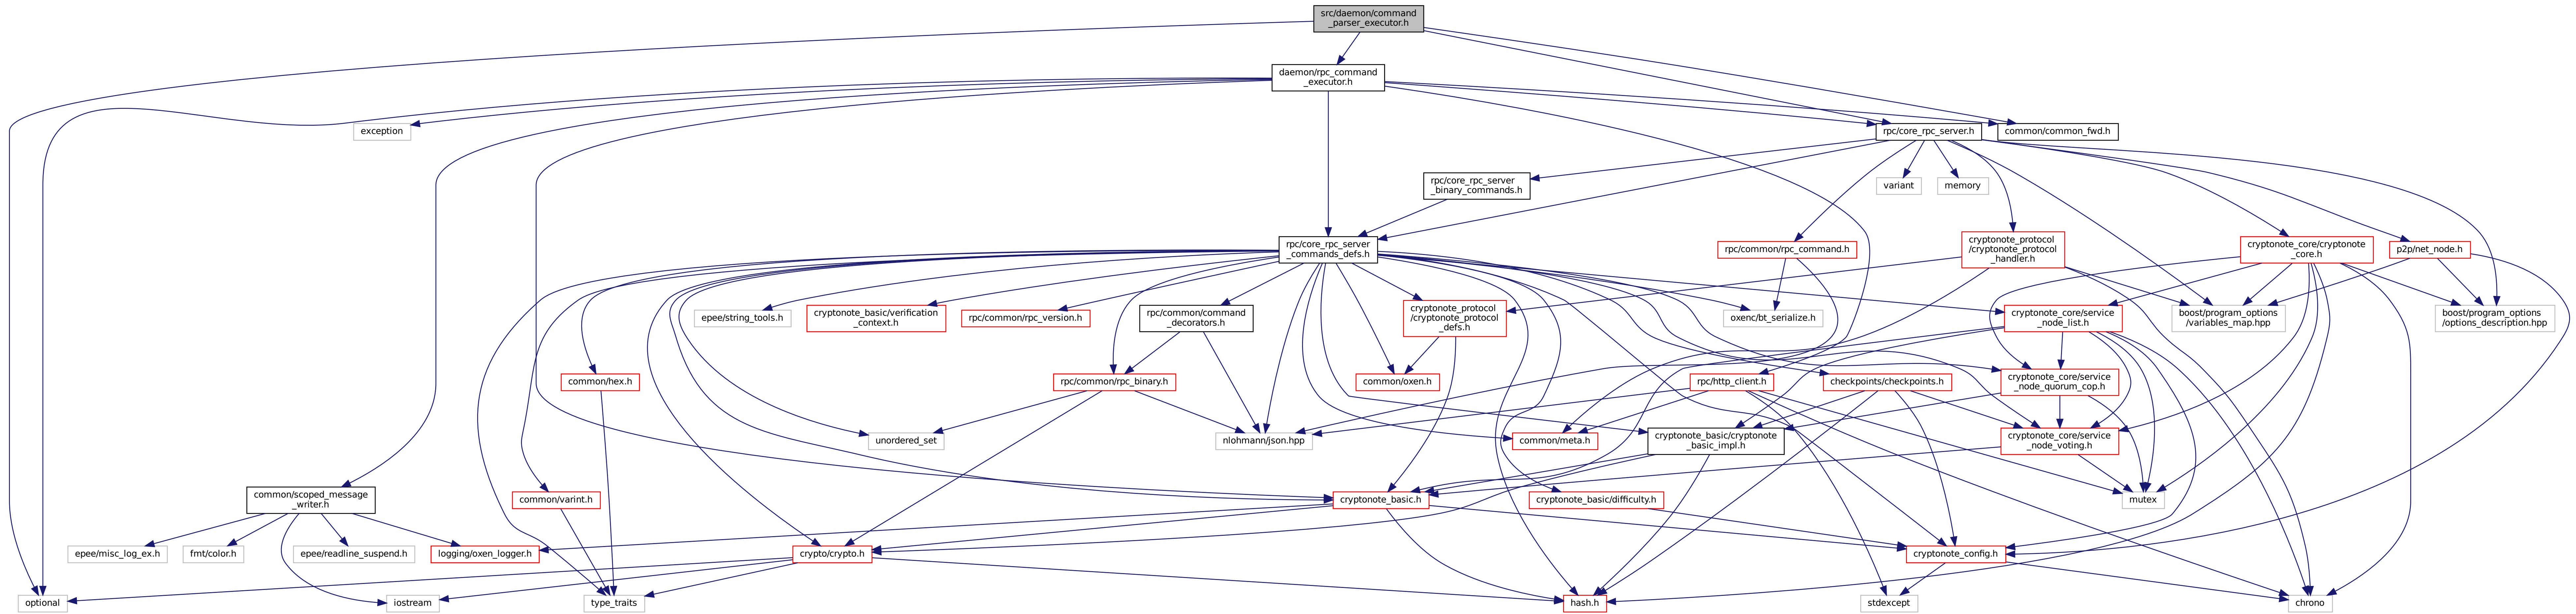 src/daemon/command
_parser_executor.h
daemon/rpc_command
_executor.h
exception
rpc/core_rpc_server.h
common/common_fwd.h
rpc/core_rpc_server
_binary_commands.h
variant
memory
rpc/core_rpc_server
_commands_defs.h
rpc/common/rpc_command.h
cryptonote_protocol
/cryptonote_protocol
_handler.h
cryptonote_core/cryptonote
_core.h
p2p/net_node.h
epee/string_tools.h
cryptonote_basic/verification
_context.h
rpc/common/rpc_version.h
rpc/common/command
_decorators.h
cryptonote_protocol
/cryptonote_protocol
_defs.h
oxenc/bt_serialize.h
cryptonote_core/service
_node_list.h
boost/program_options
/variables_map.hpp
boost/program_options
/options_description.hpp
common/hex.h
rpc/common/rpc_binary.h
common/oxen.h
rpc/http_client.h
checkpoints/checkpoints.h
cryptonote_core/service
_node_quorum_cop.h
unordered_set
nlohmann/json.hpp
common/meta.h
cryptonote_basic/cryptonote
_basic_impl.h
cryptonote_core/service
_node_voting.h
common/scoped_message
_writer.h
common/varint.h
cryptonote_basic.h
cryptonote_basic/difficulty.h
mutex
epee/misc_log_ex.h
fmt/color.h
epee/readline_suspend.h
logging/oxen_logger.h
crypto/crypto.h
cryptonote_config.h
optional
iostream
type_traits
hash.h
stdexcept
chrono